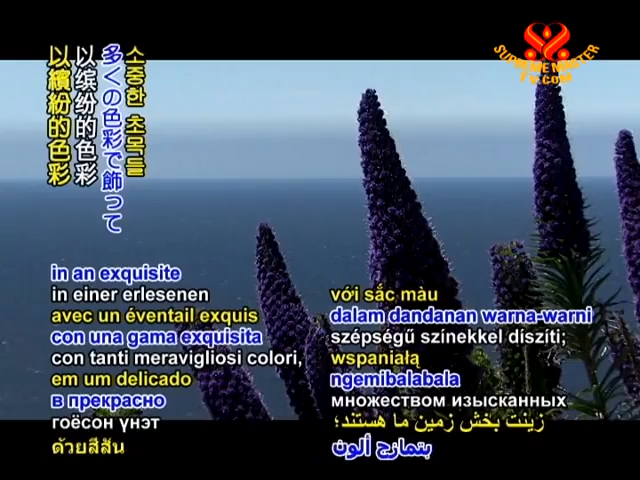 SUPREME MASTER
TV.COM
소중한 초목들
多くの色彩で飾って
以缤纷的色彩
以繽紛的色彩
in an exquisite
in einer erlesenen
avec un éventail exquis
con una gama exquisita
con tanti meravigliosi colori,
em um delicado
в прекрасно
гоёсон үнэт
ด้วยสีสัน
với sắc màu
dalam dandanan warna-warni
szépségű színekkel díszíti;
wspaniałą
ngemibalabala
множеством изысканных
زینت بخش زمین ما هستند؛
بتمازج ألون